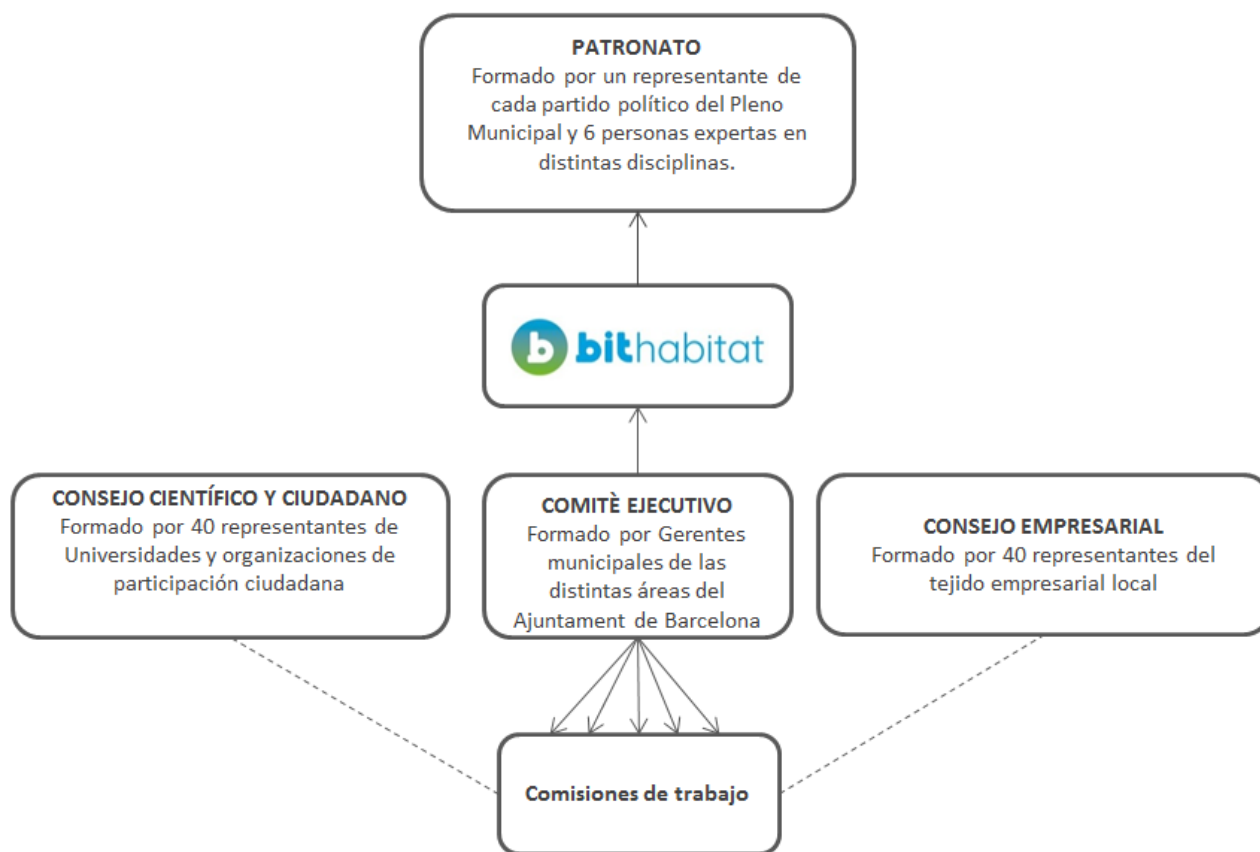 PATRONATO
Formado por un representante de
cada partido político del Pleno
Municipal y 6 personas expertas en
distintas disciplinas.
b bithabitat
CONSEJO CIENTÍFICO Y CIUDADANO
Formado por 40 representantes de
Universidades y organizaciones de
participación ciudadana
COMITÈ EJECUTIVO
Formado por Gerentes
municipales de las
distintas áreas del
Ajuntament de Barcelona
CONSEJO EMPRESARIAL
Formado por 40 representantes del
tejido empresarial local
Comisiones de trabajo